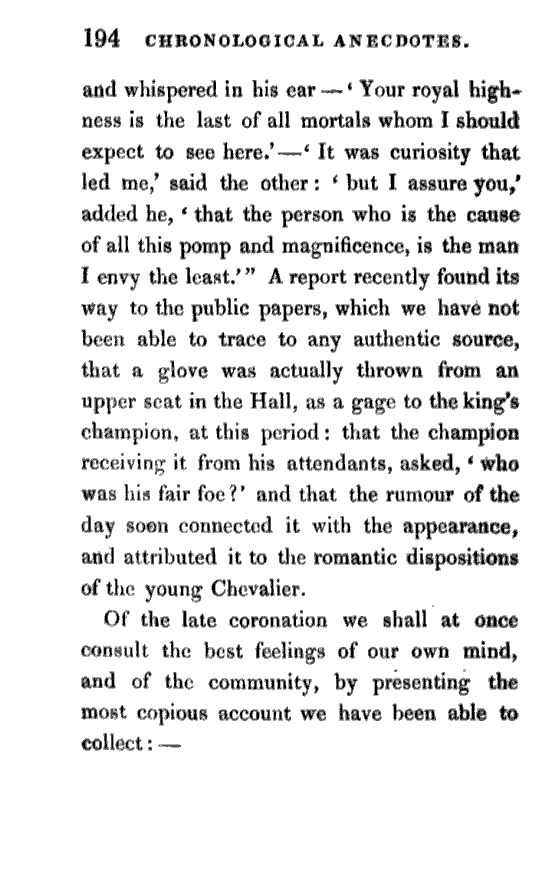 194 CHRONOLOGICAL ANECDOTES.
and whispered in his ear — ‘ Your royal high-
ness is the last of all mortals whom I should
expect to see here.’—‘ It was curiosity that
led me,’ said the other : ‘ but I assure you,’
added he, ‘ that the person who is the cause
of all this pomp and magnificence, is the man
I envy the least.’ ” A report recently found its
way to the public papers, which we have not
been able to trace to any authentic source,
that a glove was actually thrown from an
upper seat in the Hall, as a gage to the king’s
champion, at this period : that the champion
receiving it from his attendants, asked, ‘ who
was his fair foe?’ and that the rumour of the
day soon connected it with the appearance,
and attributed it to the romantic dispositions
of the young Chevalier.
Of the late coronation we shall at once
consult the best feelings of our own mind,
and of the community, by presenting the
most copious account we have been able to
collect : —